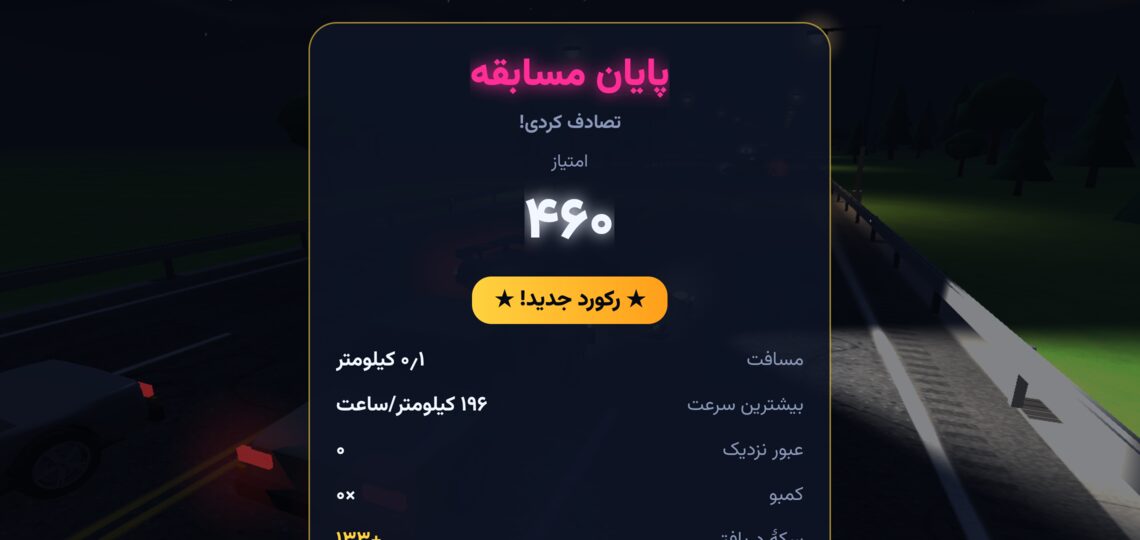 پایان مسابقه
تصادف کردی!
امتیاز
۴۶۰
★ رکورد جدید! ★
مسافت ۰٫۱ کیلومتر
بیشترین سرعت ۱۹۶ کیلومتر/ساعت
عبور نزدیک ۰
کمبو ×۰